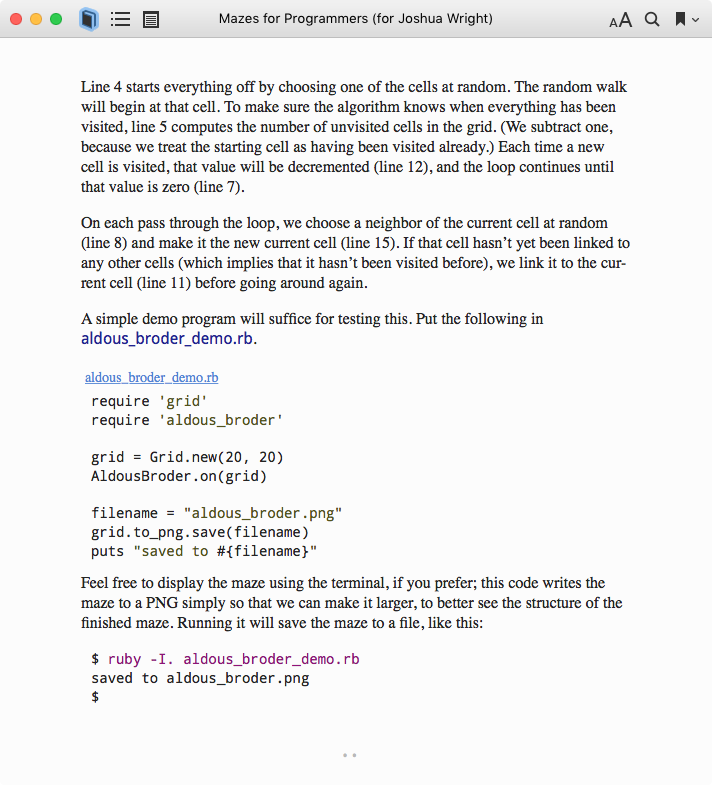 Mazes for Programmers (for Joshua Wright)
AA
Line 4 starts everything off by choosing one of the cells at random. The random walk
will begin at that cell. To make sure the algorithm knows when everything has been
visited, line 5 computes the number of unvisited cells in the grid. (We subtract one,
because we treat the starting cell as having been visited already.) Each time a new
cell is visited, that value will be decremented (line 12), and the loop continues until
that value is zero (line 7).
On each pass through the loop, we choose a neighbor of the current cell at random
(line 8) and make it the new current cell (line 15). If that cell hasn’t yet been linked to
any other cells (which implies that it hasn’t been visited before), we link it to the cur-
rent cell (line 11) before going around again.
A simple demo program will suffice for testing this. Put the following in
aldous_broder_demo.rb.
aldous_broder_demo.rb
require 'grid'
require 'aldous_broder'
grid = Grid.new(20, 20)
AldousBroder.on(grid)
filename = "aldous_broder.png"
grid.to_png.save(filename)
puts "saved to #{filename}"
Feel free to display the maze using the terminal, if you prefer; this code writes the
maze to a PNG simply so that we can make it larger, to better see the structure of the
finished maze. Running it will save the maze to a file, like this:
$ ruby -I. aldous_broder_demo.rb
saved to aldous_broder.png
$